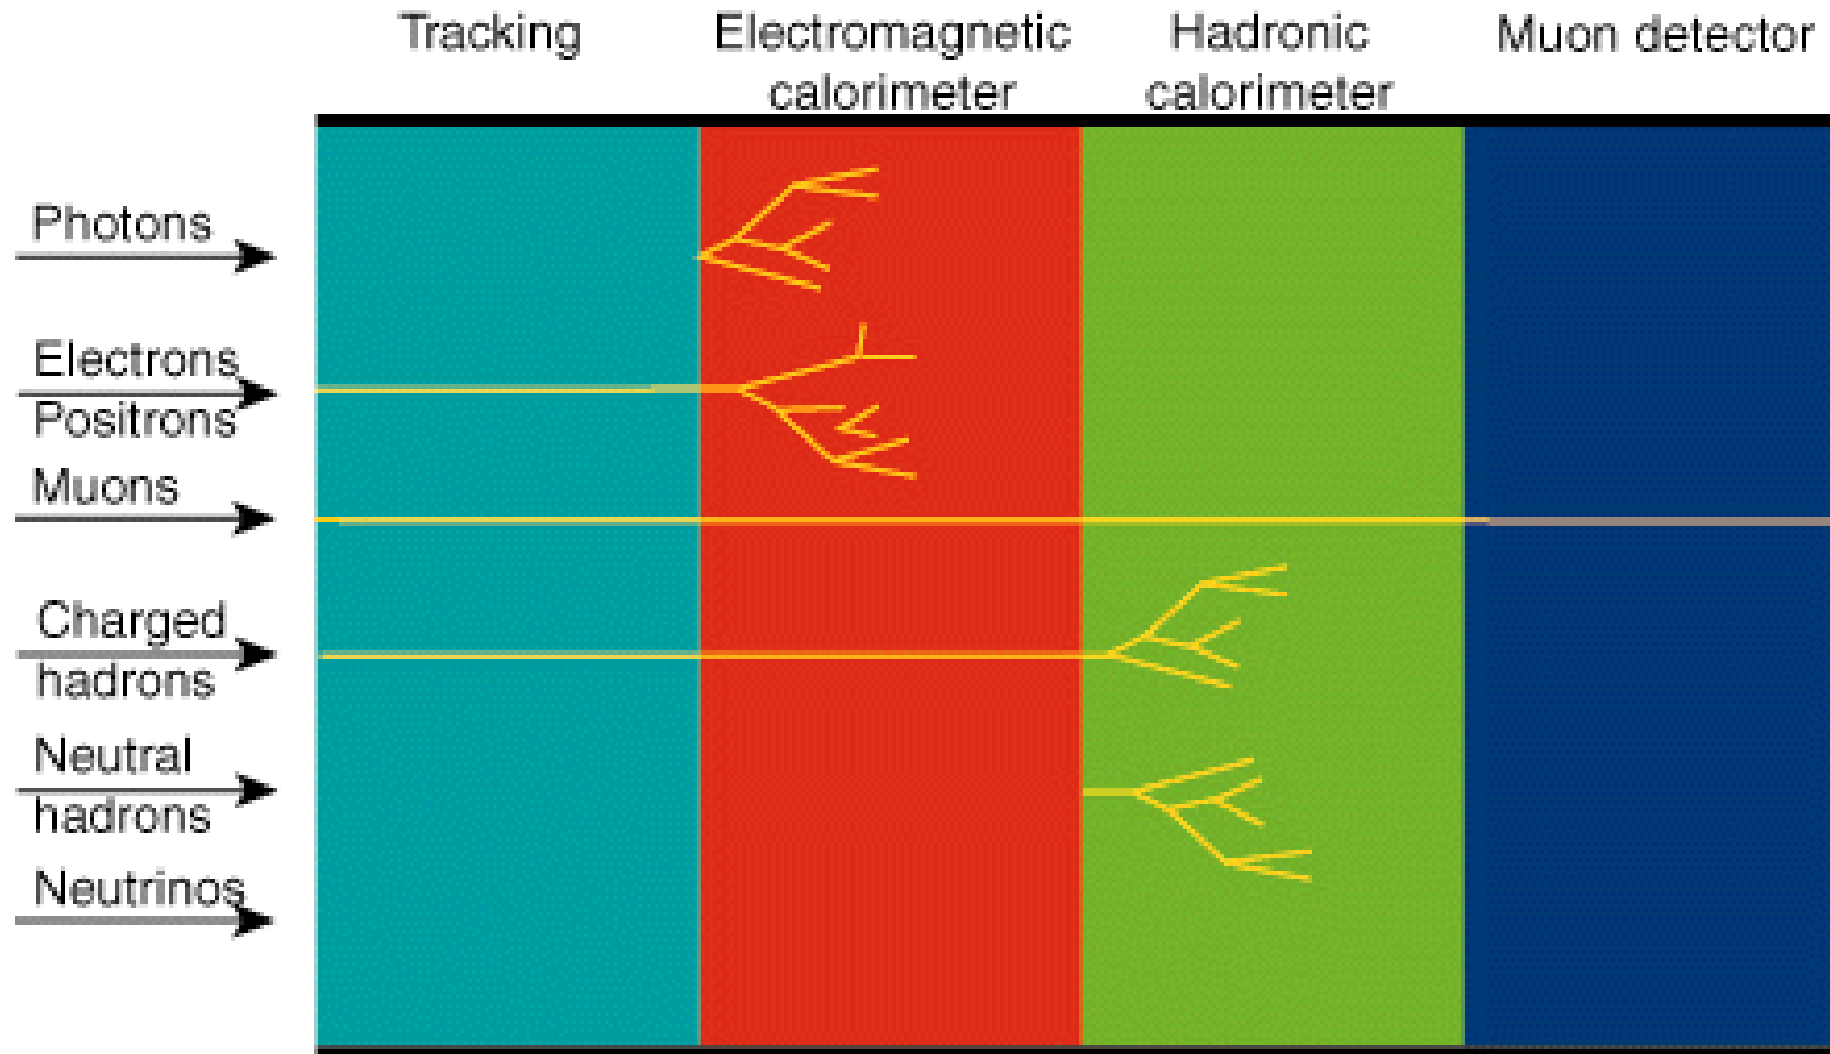 Tracking
Electromagnetic
calorimeter
Hadronic
calorimeter
Muon detector
Photons
Electrons
Positrons
Muons
Charged
hadrons
Neutral
hadrons
Neutrinos